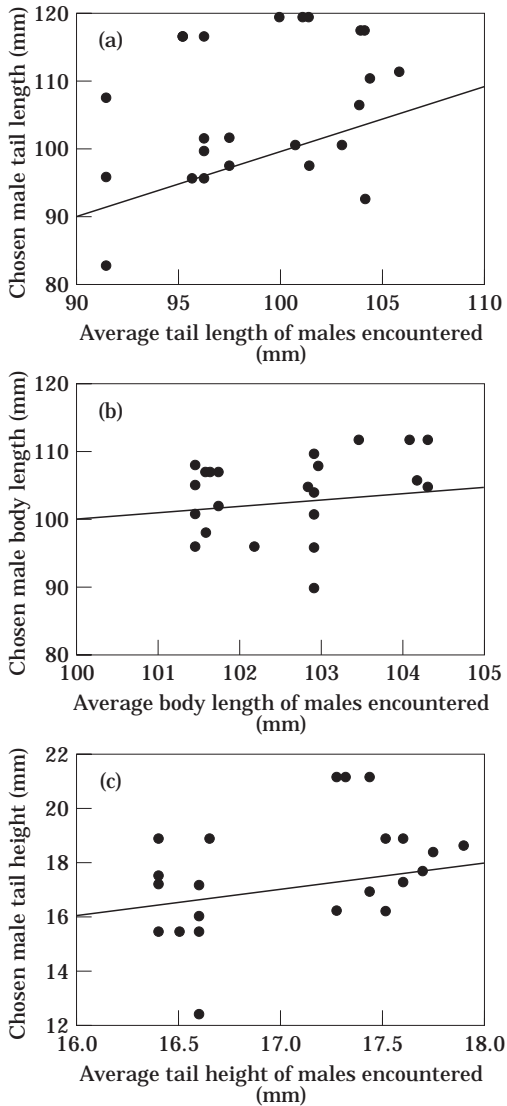 120
(a)
110
100
90
80
90
95
100
105
110
Chosen male tail length (mm)
Average tail length of males encountered
(mm)
120
(b)
110
100
90
80
100
101
102
103
104
105
Chosen male body length (mm)
Average body length of males encountered
(mm)
22
(c)
20
18
16
14
12
16.0
16.5
17.0
17.5
18.0
Chosen male tail height (mm)
Average tail height of males encountered
(mm)